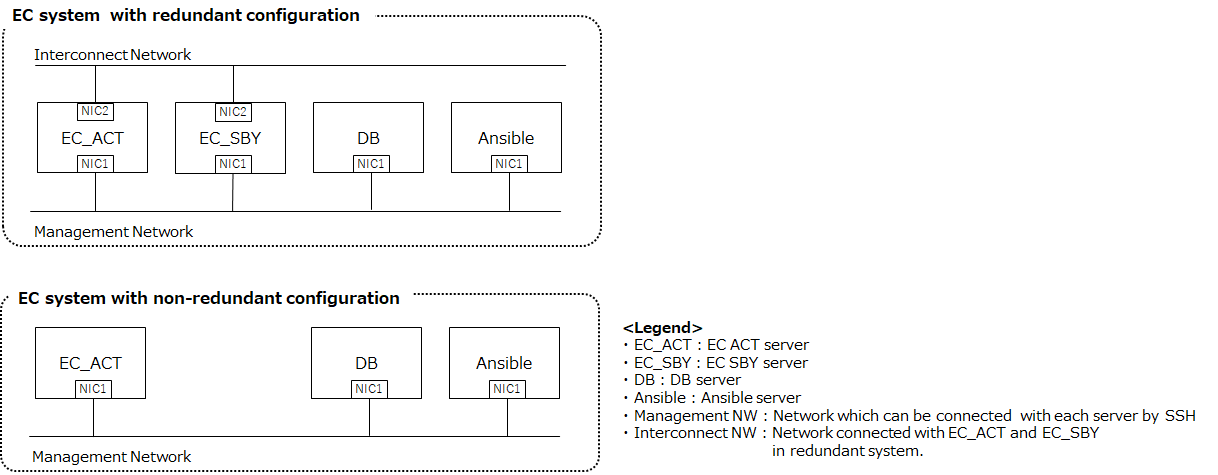 EC system with redundant configuration
Interconnect Network
NIC2 NIC2
EC_ACT EC_SBY DB Ansible
NIC1 NIC1 NIC1 NIC1
Management Network
EC system with non-redundant configuration
EC_ACT DB Ansible
NIC1 NIC1 NIC1
Management Network
<Legend>
・EC_ACT：EC ACT server
・EC_SBY：EC SBY server
・DB：DB server
・Ansible：Ansible server
・Management NW：Network which can be connected with each server by SSH
・Interconnect NW：Network connected with EC_ACT and EC_SBY
in redundant system.